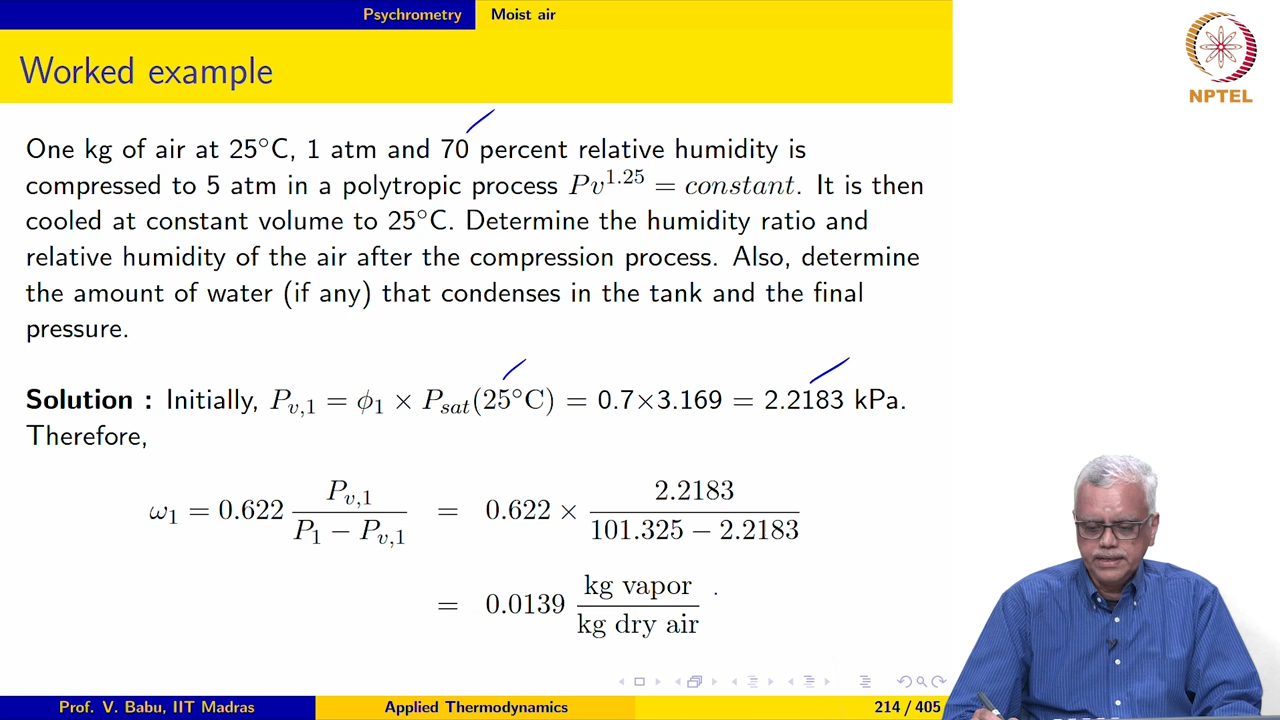 Psychrometry Moist air
Worked example
NPTEL
One kg of air at 25°C, 1 atm and 70 percent relative humidity is
compressed to 5 atm in a polytropic process Pv^1.25 = constant. It is then
cooled at constant volume to 25°C. Determine the humidity ratio and
relative humidity of the air after the compression process. Also, determine
the amount of water (if any) that condenses in the tank and the final
pressure.
Solution : Initially, P_{v,1} = ϕ_1 × P_{sat}(25°C) = 0.7×3.169 = 2.2183 kPa.
Therefore,
ω_1 = 0.622 P_{v,1} / (P_1 − P_{v,1}) = 0.622 × 2.2183 / (101.325 − 2.2183)
= 0.0139 kg vapor / kg dry air
Prof. V. Babu, IIT Madras Applied Thermodynamics 214 / 405